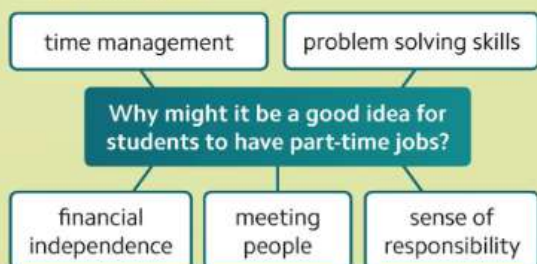 time management
problem solving skills
Why might it be a good idea for
students to have part-time jobs?
financial
independence
meeting
people
sense of
responsibility